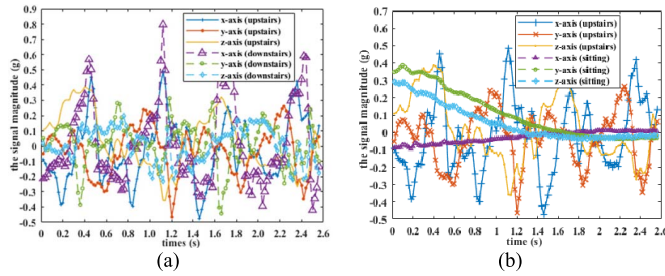 0.9
0.8
0.7
0.6
0.5
0.4
0.3
0.2
0.1
0
-0.1
-0.2
-0.3
-0.4
-0.5
the signal magnitude (g)
x-axis (upstairs)
y-axis (upstairs)
z-axis (upstairs)
x-axis (downstairs)
y-axis (downstairs)
z-axis (downstairs)
0 0.2 0.4 0.6 0.8 1 1.2 1.4 1.6 1.8 2 2.2 2.4 2.6
times (s)
(a)
0.7
0.6
0.5
0.4
0.3
0.2
0.1
0
-0.1
-0.2
-0.3
-0.4
-0.5
the signal magnitude (g)
x-axis (upstairs)
y-axis (upstairs)
z-axis (upstairs)
x-axis (sitting)
y-axis (sitting)
z-axis (sitting)
0 0.2 0.4 0.6 0.8 1 1.2 1.4 1.6 1.8 2 2.2 2.4 2.6
time (s)
(b)